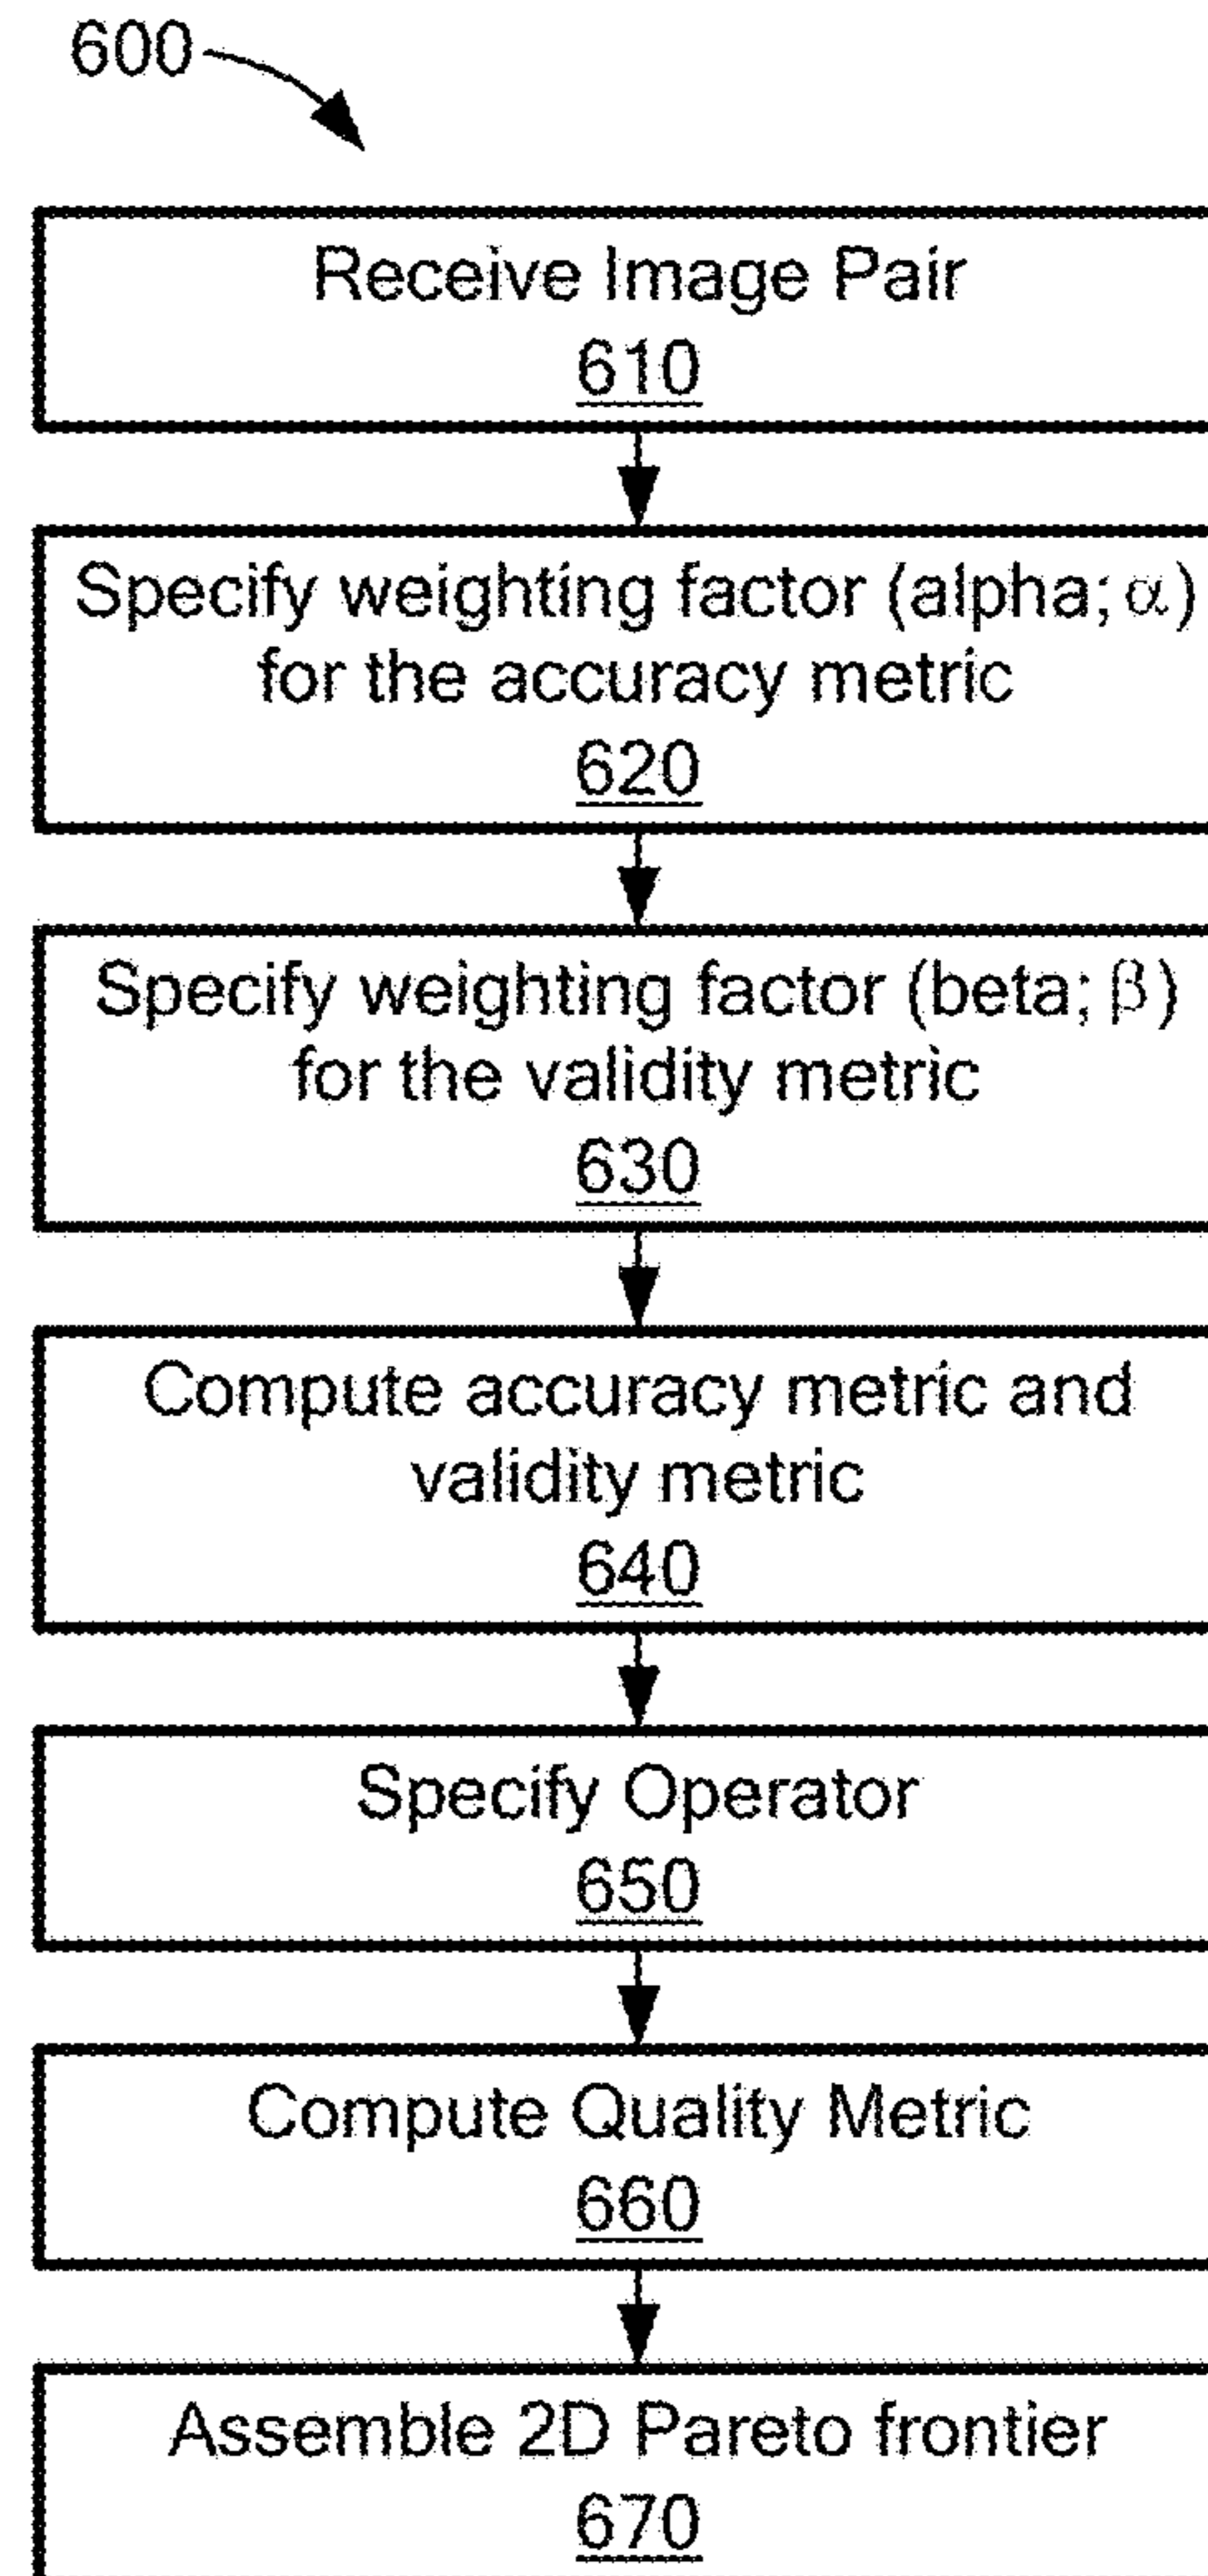 600
Receive Image Pair
610
Specify weighting factor (alpha; α)
for the accuracy metric
620
Specify weighting factor (beta; β)
for the validity metric
630
Compute accuracy metric and
validity metric
640
Specify Operator
650
Compute Quality Metric
660
Assemble 2D Pareto frontier
670